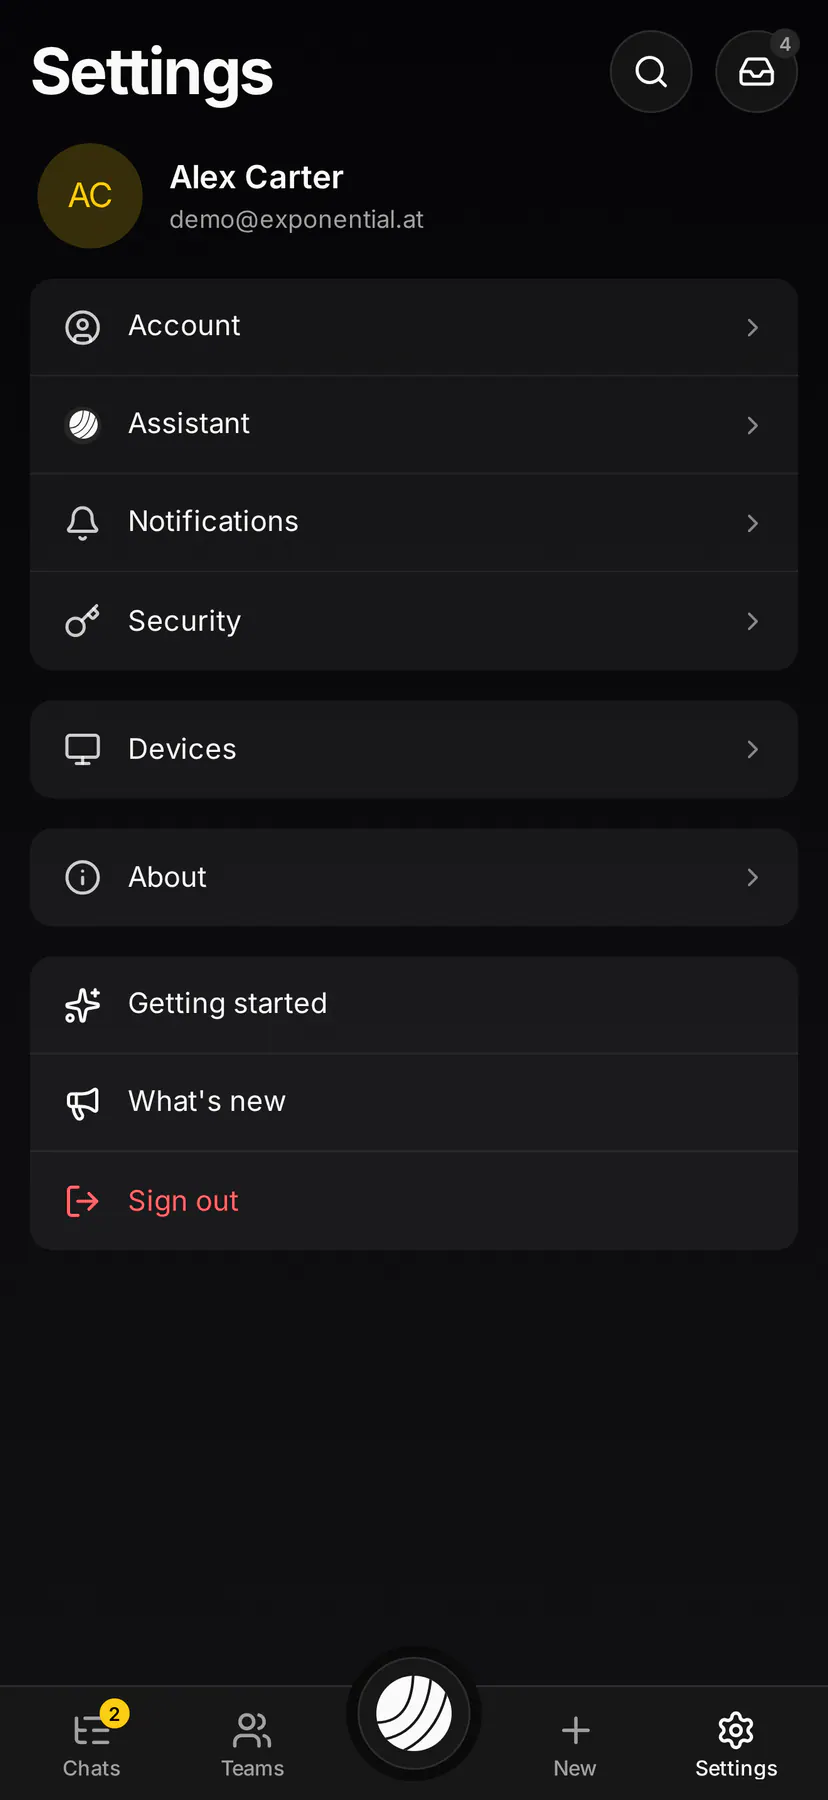 Settings
4
AC
Alex Carter
demo@exponential.at
Account
Assistant
Notifications
Security
Devices
About
Getting started
What's new
Sign out
2
Chats
Teams
New
Settings